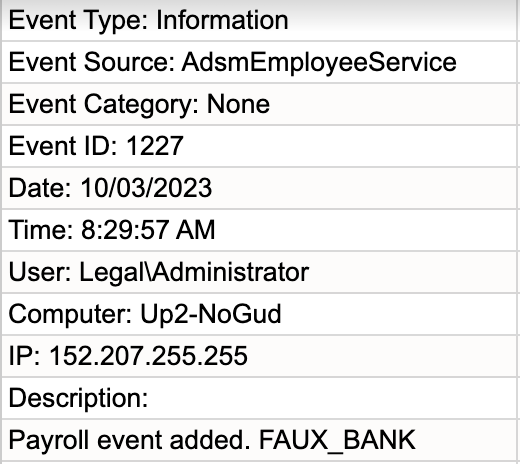 Event Type: Information
Event Source: AdsmEmployeeService
Event Category: None
Event ID: 1227
Date: 10/03/2023
Time: 8:29:57 AM
User: Legal\Administrator
Computer: Up2-NoGud
IP: 152.207.255.255
Description:
Payroll event added. FAUX_BANK